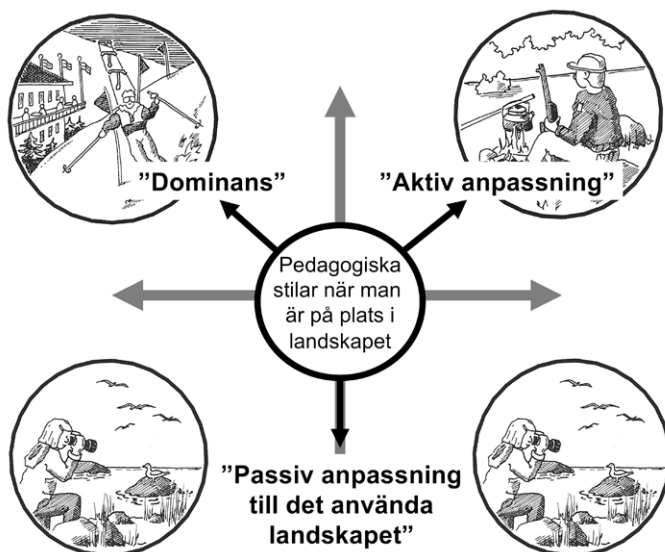 ”Dominans”
”Aktiv anpassning”
Pedagogiska
stilar när man
är på plats i
landskapet
”Passiv anpassning
till det använda
landskapet”